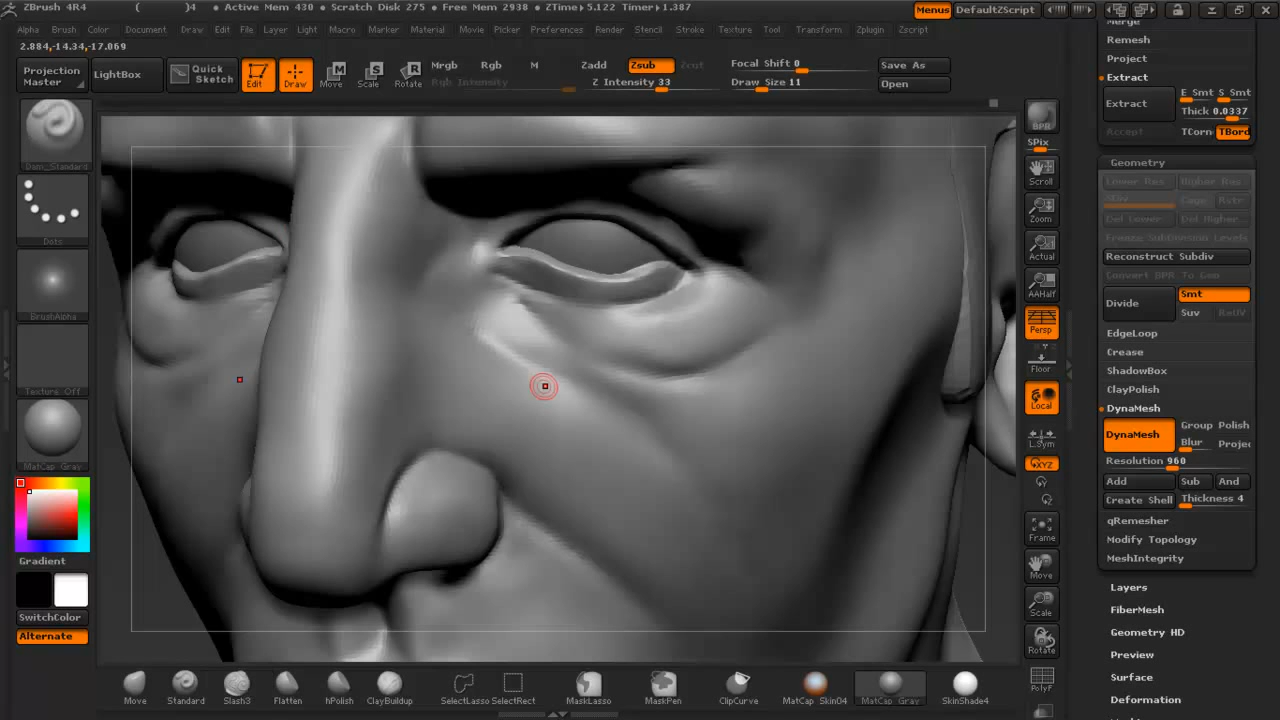 ZBrush 4R4 ( )4 • Active Mem 430 • Scratch Disk 275 • Free Mem 2938 • ZTime▸5.122 Timer▸1.387 Menus DefaultZScript
Alpha Brush Color Document Draw Edit File Layer Light Macro Marker Material Movie Picker Preferences Render Stencil Stroke Texture Tool Transform Zplugin Zscript
2.884,-14.34,-17.069
Projection Master
LightBox
Quick Sketch
Edit
Draw
Move
Scale
Rotate
Mrgb Rgb M
Rgb Intensity
Zadd Zsub Zcut
Z Intensity 33
Focal Shift 0
Draw Size 11
Save As
Open
Dam_Standard
Dots
BrushAlpha
Texture Off
MatCap Gray
Gradient
SwitchColor
Alternate
BPR
SPix
Scroll
Zoom
Actual
AAHalf
Persp
Floor
Local
L.Sym
XYZ
Frame
Move
Scale
Rotate
PolyF
Merge
Remesh
Project
Extract
Extract
E Smt S Smt
Thick 0.0337
Accept
TCorn TBord
Geometry
Lower Res Higher Res
SDiv
Cage Rstr
Del Lower Del Higher
Freeze SubDivision Levels
Reconstruct Subdiv
Convert BPR To Geo
Divide
Smt
Suv ReUV
EdgeLoop
Crease
ShadowBox
ClayPolish
DynaMesh
DynaMesh
Group Polish
Blur Projec
Resolution 960
Add Sub And
Create Shell Thickness 4
qRemesher
Modify Topology
MeshIntegrity
Layers
FiberMesh
Geometry HD
Preview
Surface
Deformation
Move Standard Slash3 Flatten hPolish ClayBuildup SelectLasso SelectRect MaskLasso MaskPen ClipCurve MatCap Skin04 MatCap Gray SkinShade4